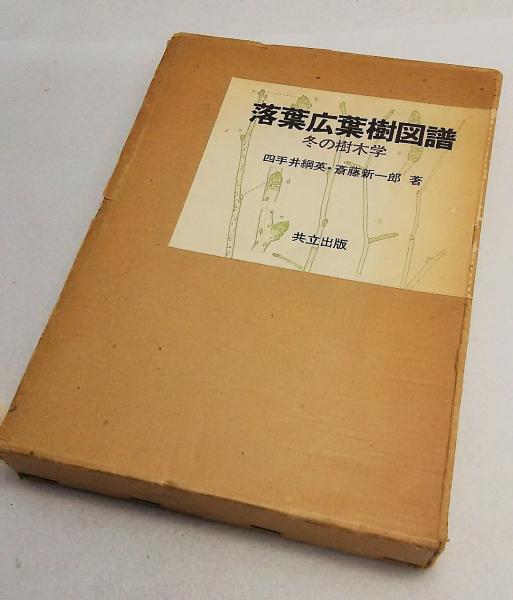 落葉広葉樹図譜
冬の樹木学
四手井綱英・斎藤新一郎 著
共立出版